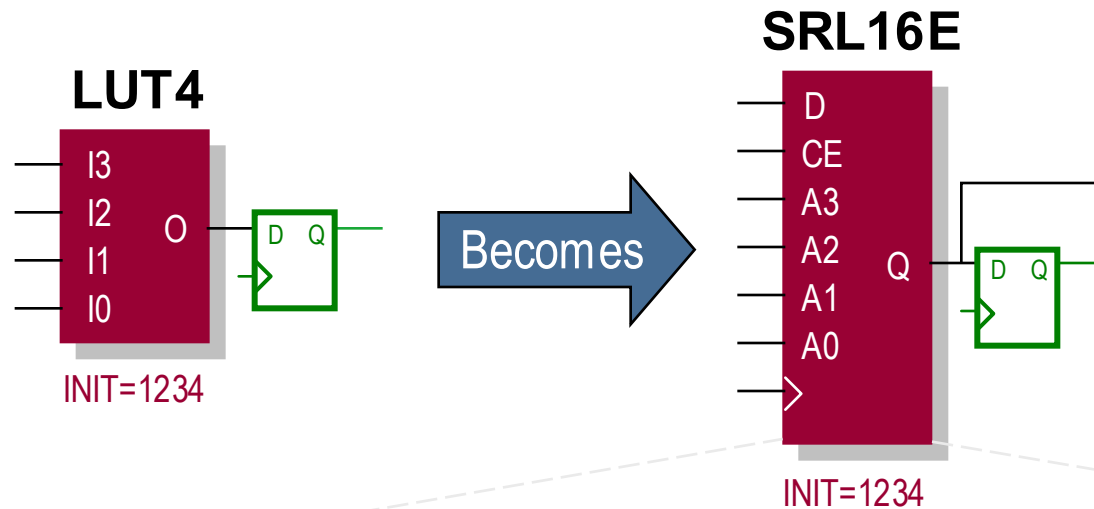 LUT4
I3
I2
I1
I0
O
D Q
INIT=1234
Becomes
SRL16E
D
CE
A3
A2
A1
A0
Q
D Q
INIT=1234